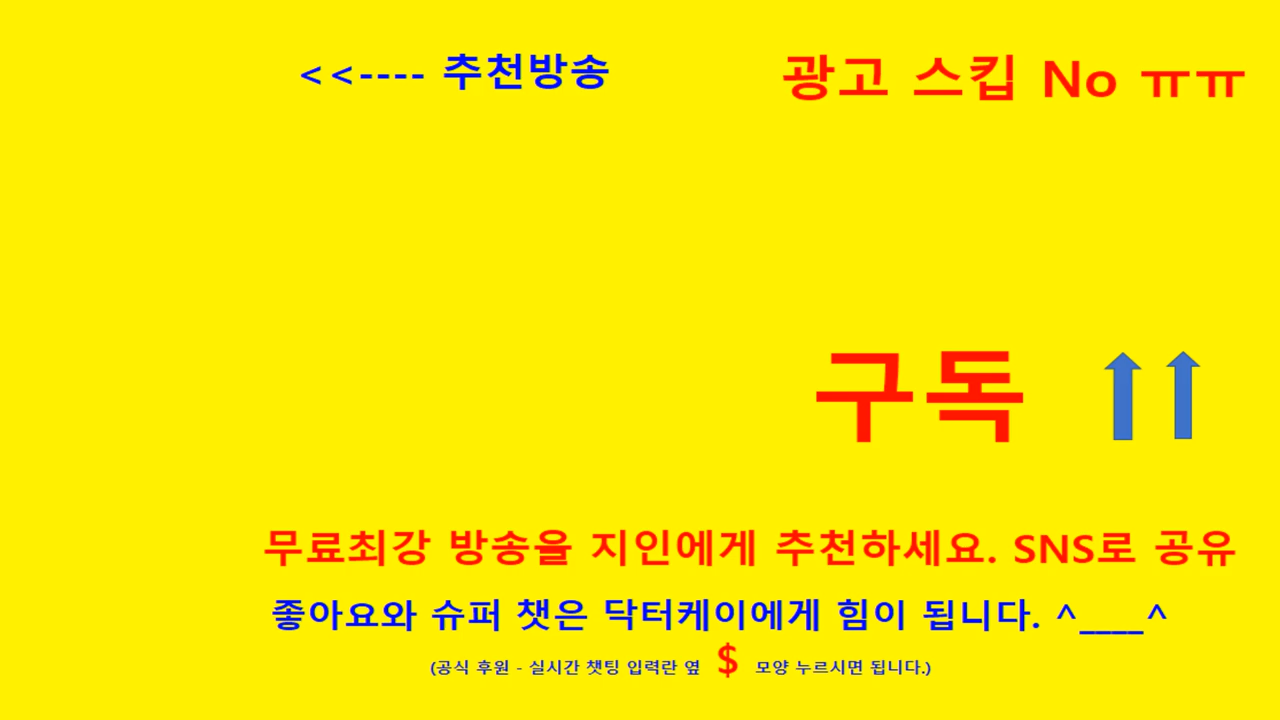 <<---- 추천방송
광고 스킵 No ㅠㅠ
구독
무료최강 방송을 지인에게 추천하세요. SNS로 공유
좋아요와 슈퍼 챗은 닥터케이에게 힘이 됩니다. ^____^
(공식 후원 - 실시간 챗팅 입력란 옆 $ 모양 누르시면 됩니다.)